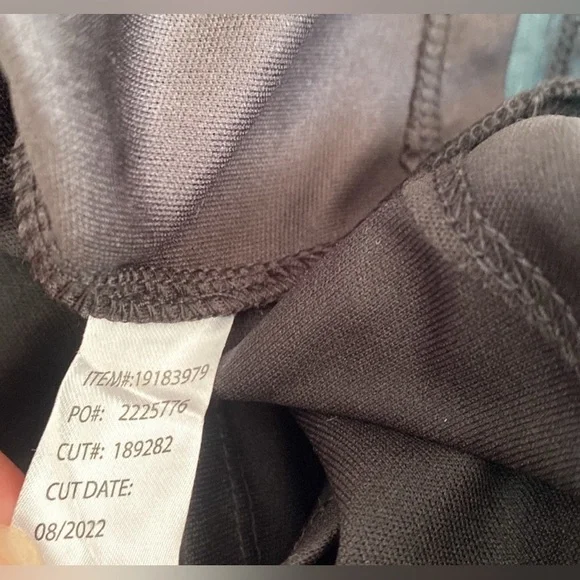 ITEM#:19183979
PO#: 2225776
CUT#: 189282
CUT DATE:
08/2022